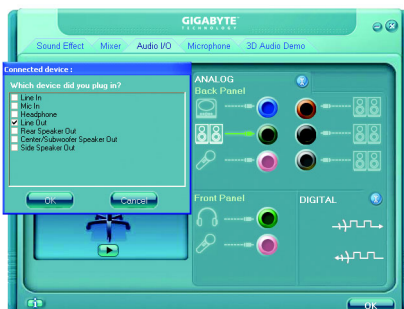 GIGABYTE
TECHNOLOGY
Sound Effect Mixer Audio I/O Microphone 3D Audio Demo
Connected device :
Which device did you plug in?
Line In
Mic In
Headphone
Line Out
Rear Speaker Out
Center/Subwoofer Speaker Out
Side Speaker Out
OK Cancel
ANALOG
Back Panel
Front Panel
DIGITAL
OK